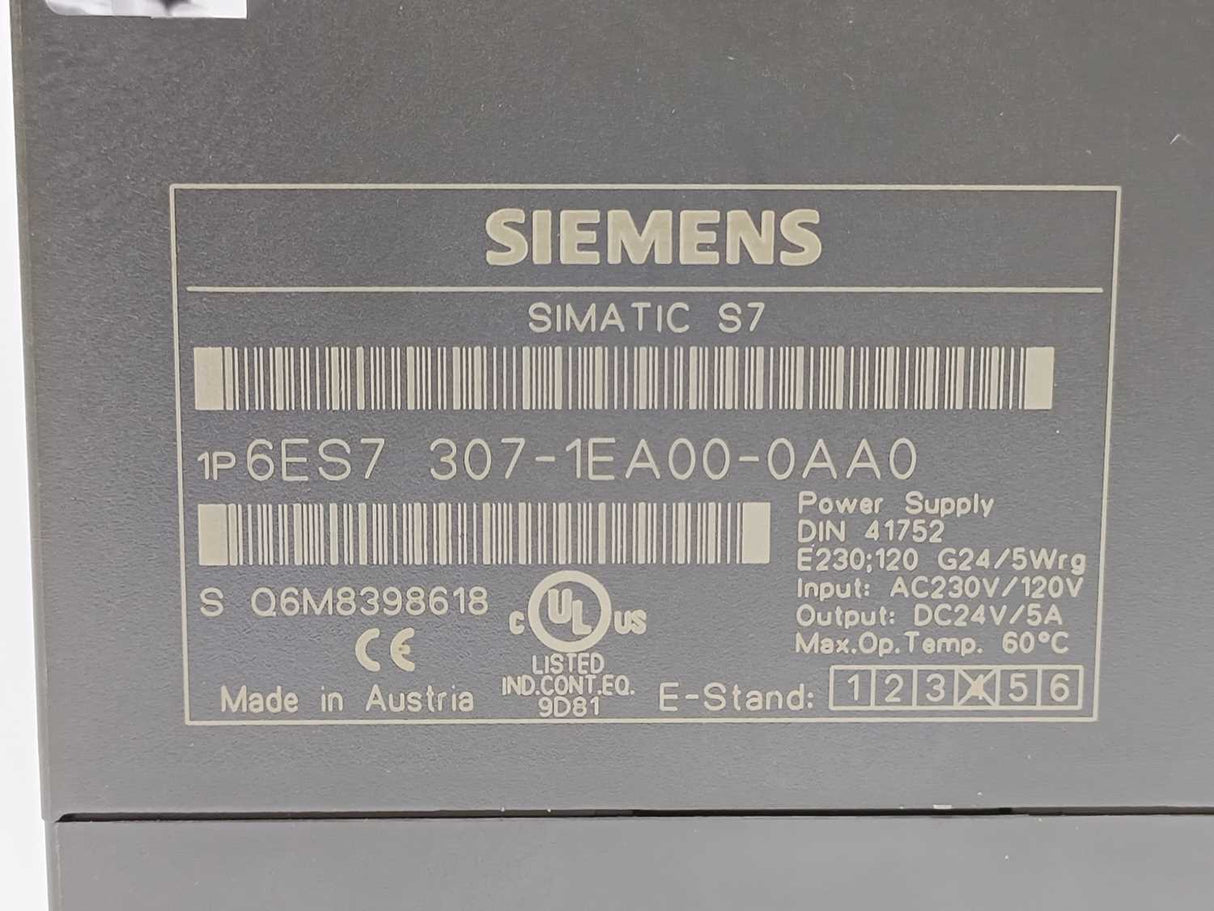 SIEMENS
SIMATIC S7
1P 6ES7 307-1EA00-0AA0
Power Supply
DIN 41752
E230;120 G24/5Wrg
Input: AC230V/120V
Output: DC24V/5A
Max.Op.Temp. 60°C
S Q6M8398618
CE
C UL US
LISTED
IND.CONT.EQ.
9D81
Made in Austria
E-Stand: 1 2 3 X 5 6